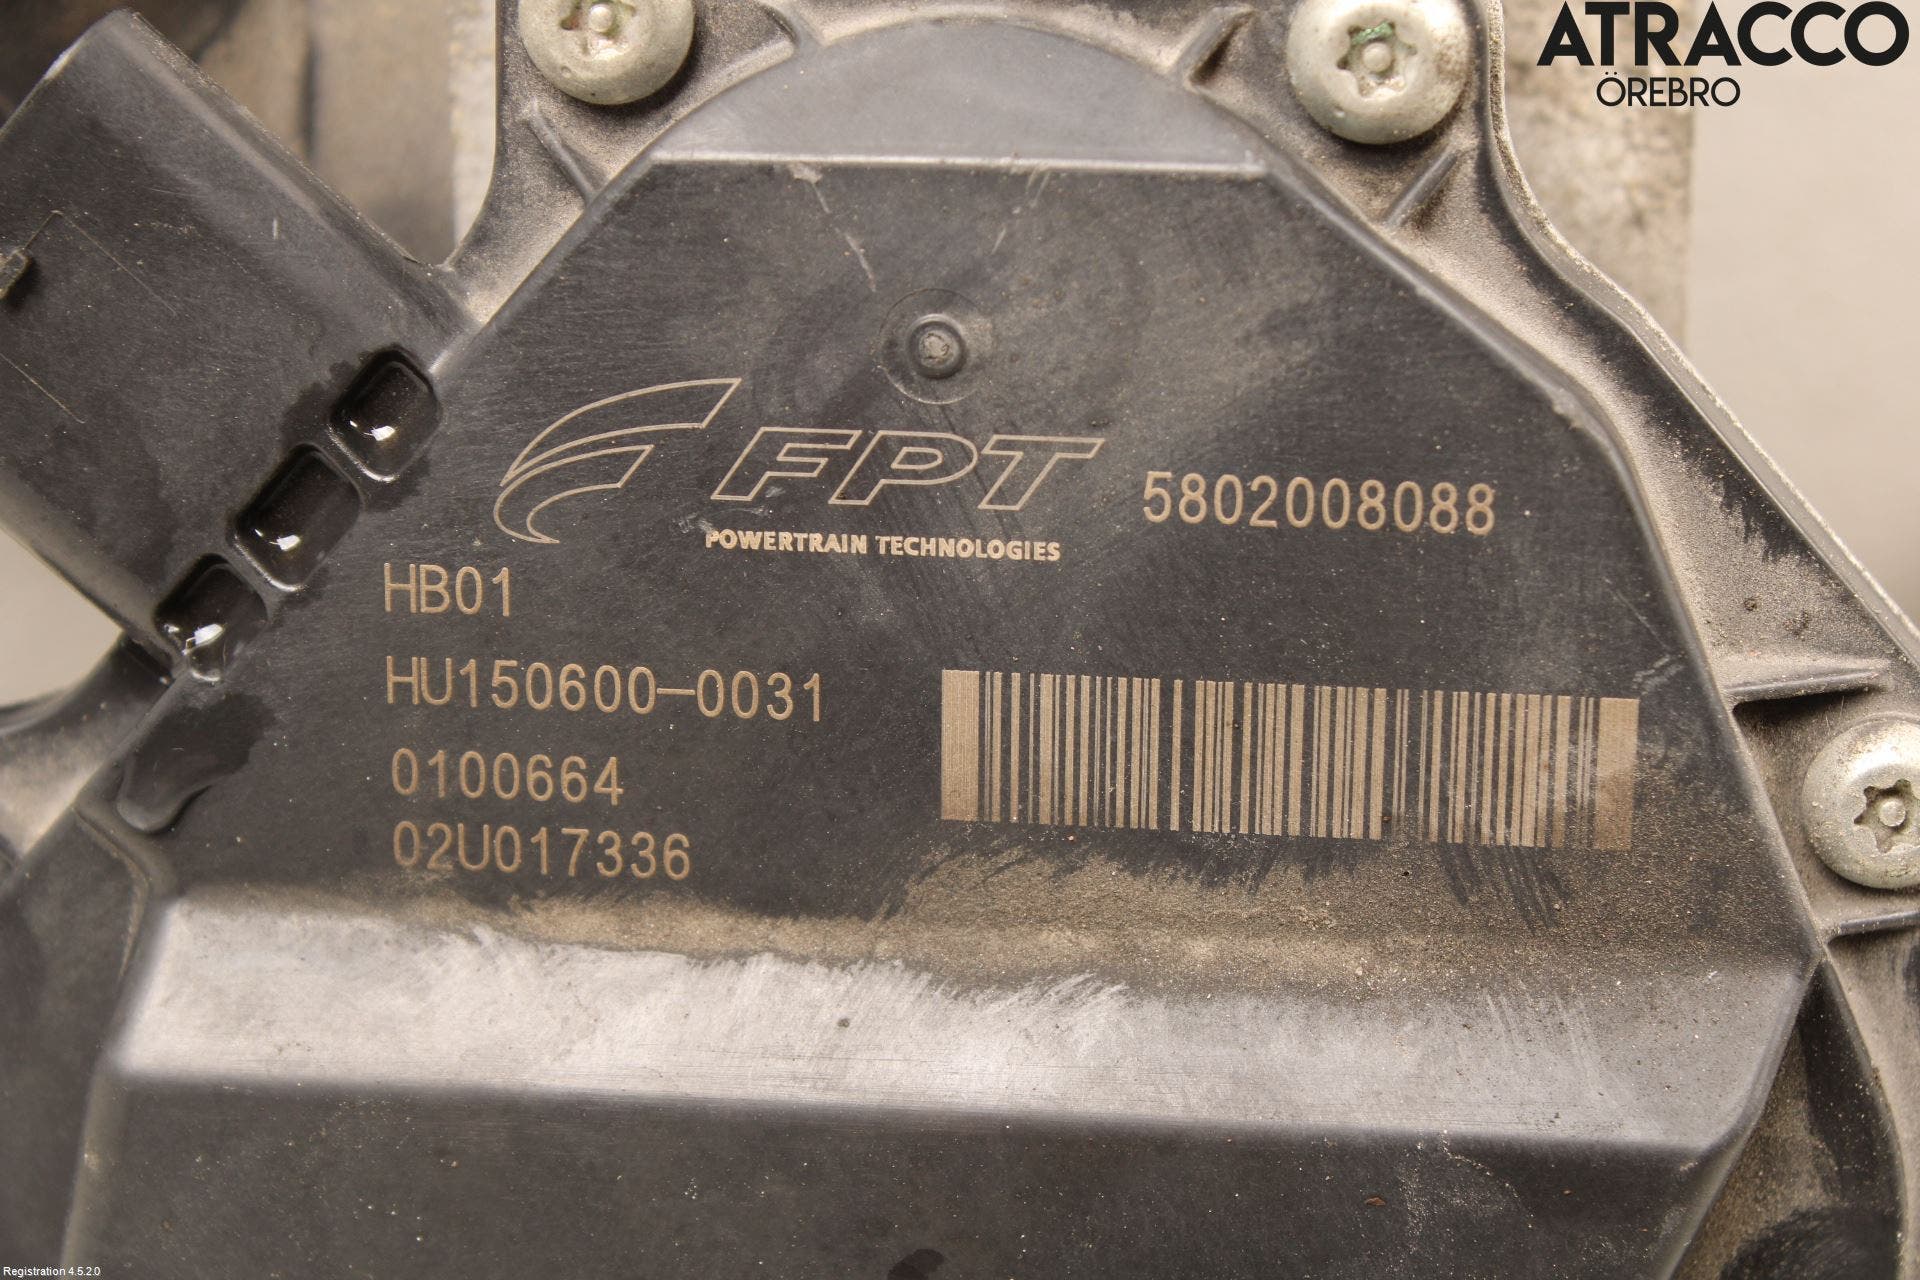 ATRACCO
ÖREBRO
FPT
POWERTRAIN TECHNOLOGIES
5802008088
HB01
HU150600-0031
0100664
02U017336
Registration 4.5.2.0